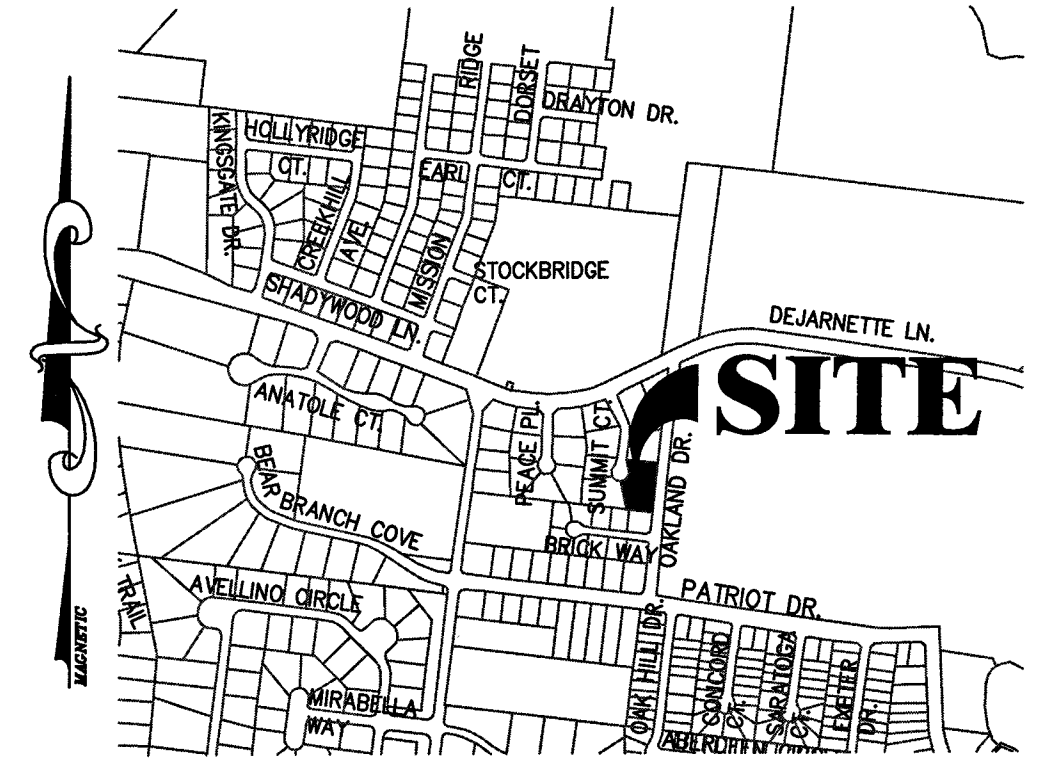 RIDGE
DORSET
DRAYTON DR.
KINGSGATE DR.
HOLLYRIDGE
CT.
EARL CT.
CREEKHILL
AVE.
MISSION
STOCKBRIDGE
CT.
SHADYWOOD LN.
DEJARNETTE LN.
SITE
ANATOLE CT.
PEACE PL.
SUMMIT CT.
OAKLAND DR.
BEAR BRANCH COVE
BRICK WAY
AVELLINO CIRCLE
TRAIL
PATRIOT DR.
MAGNETIC
MIRABELLA
WAY
OAK HILL DR.
CONCORD
CT.
SARATOGA
CT.
EXETER
DR.
ABERDEEN